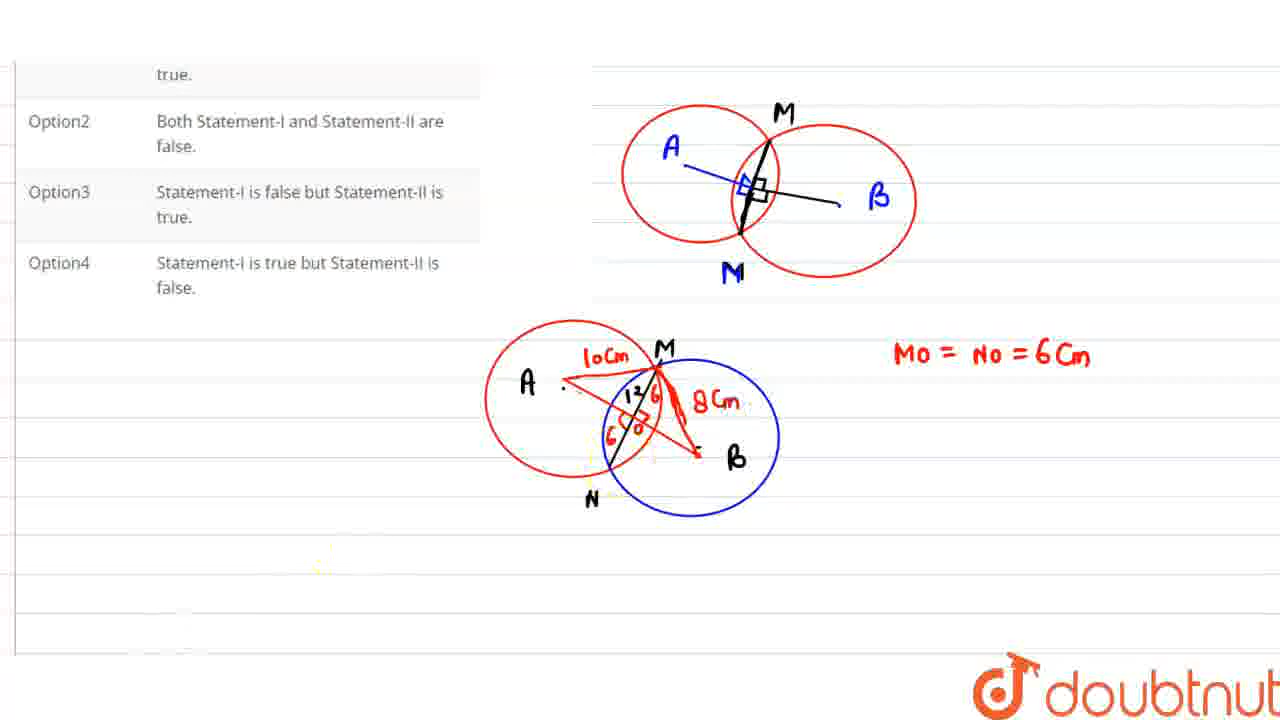 true.
Option2 Both Statement-I and Statement-II are
false.
Option3 Statement-I is false but Statement-II is
true.
Option4 Statement-I is true but Statement-II is
false.
M
A
B
N
10Cm
M
A
12
6
8Cm
6
O
B
N
MO = NO = 6Cm
doubtnut